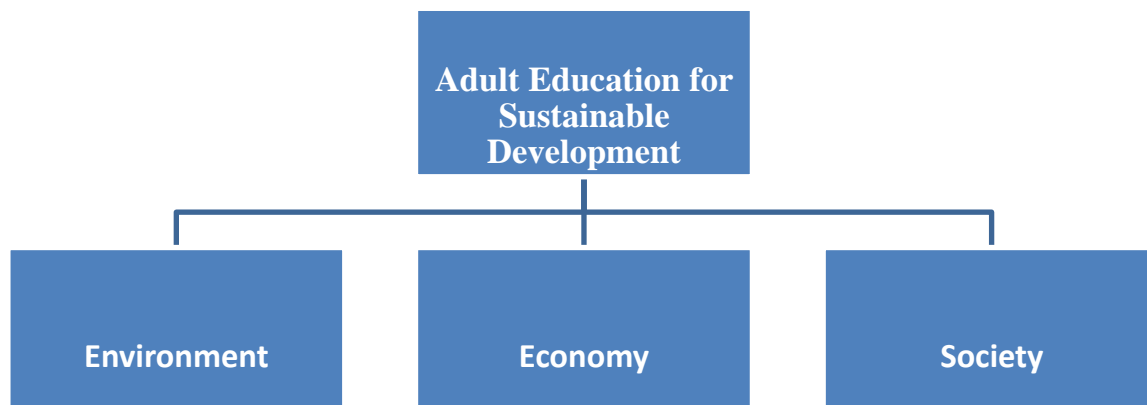 Adult Education for
Sustainable
Development
Environment
Economy
Society